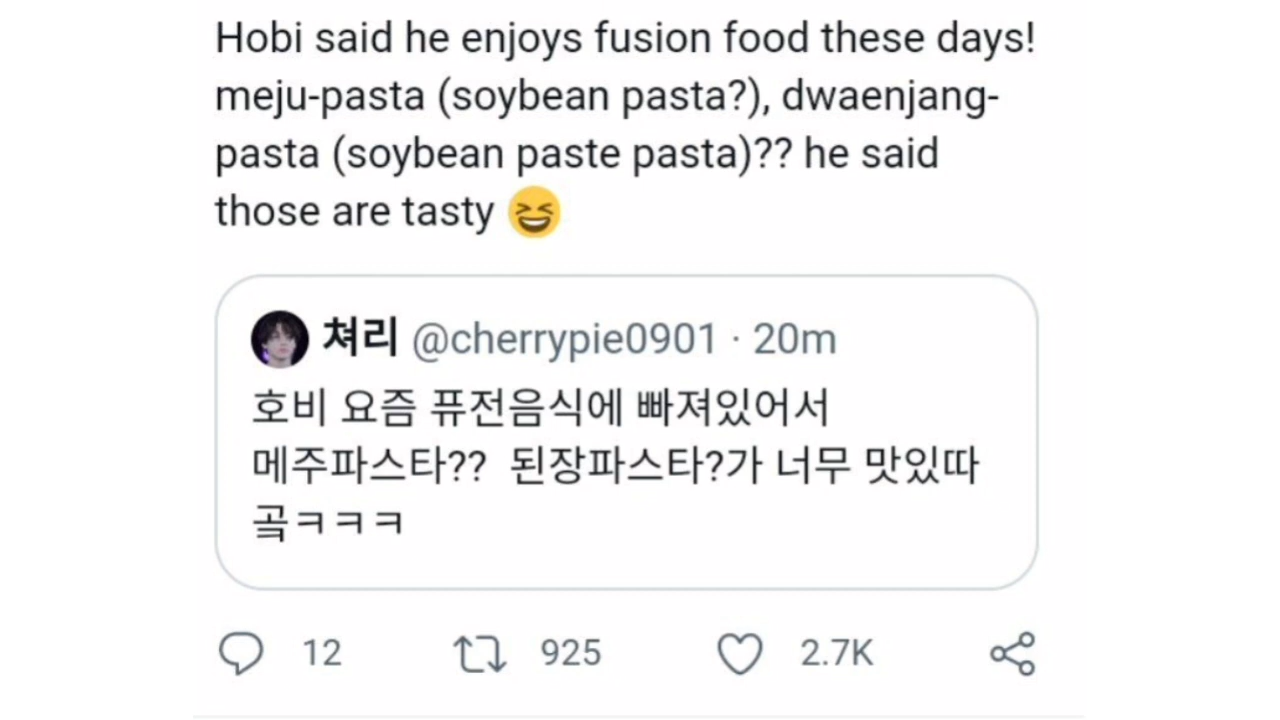 Hobi said he enjoys fusion food these days!
meju-pasta (soybean pasta?), dwaenjang-
pasta (soybean paste pasta)?? he said
those are tasty 😆
쳐리 @cherrypie0901 · 20m
호비 요즘 퓨전음식에 빠져있어서
메주파스타?? 된장파스타?가 너무 맛있따
곸ㅋㅋㅋ
12 925 2.7K